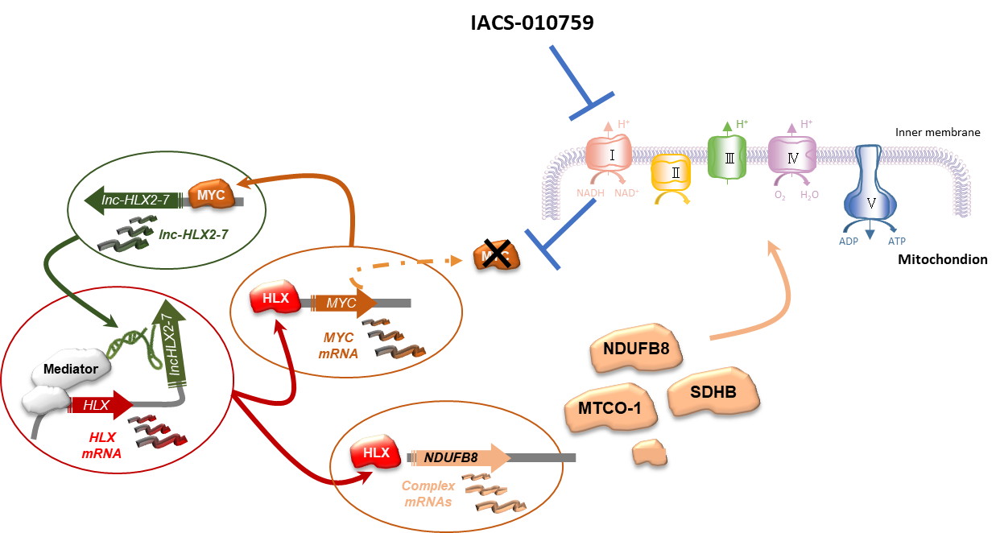 IACS-010759
Inner membrane
H⁺
H⁺
H⁺
I
II
III
IV
V
NADH
NAD⁺
O₂
H₂O
ADP
ATP
Mitochondion
lnc-HLX2-7
MYC
lnc-HLX2-7
MYC
HLX
MYC
MYC
mRNA
lncHLX2-7
Mediator
HLX
HLX
mRNA
NDUFB8
SDHB
MTCO-1
HLX
NDUFB8
Complex
mRNAs